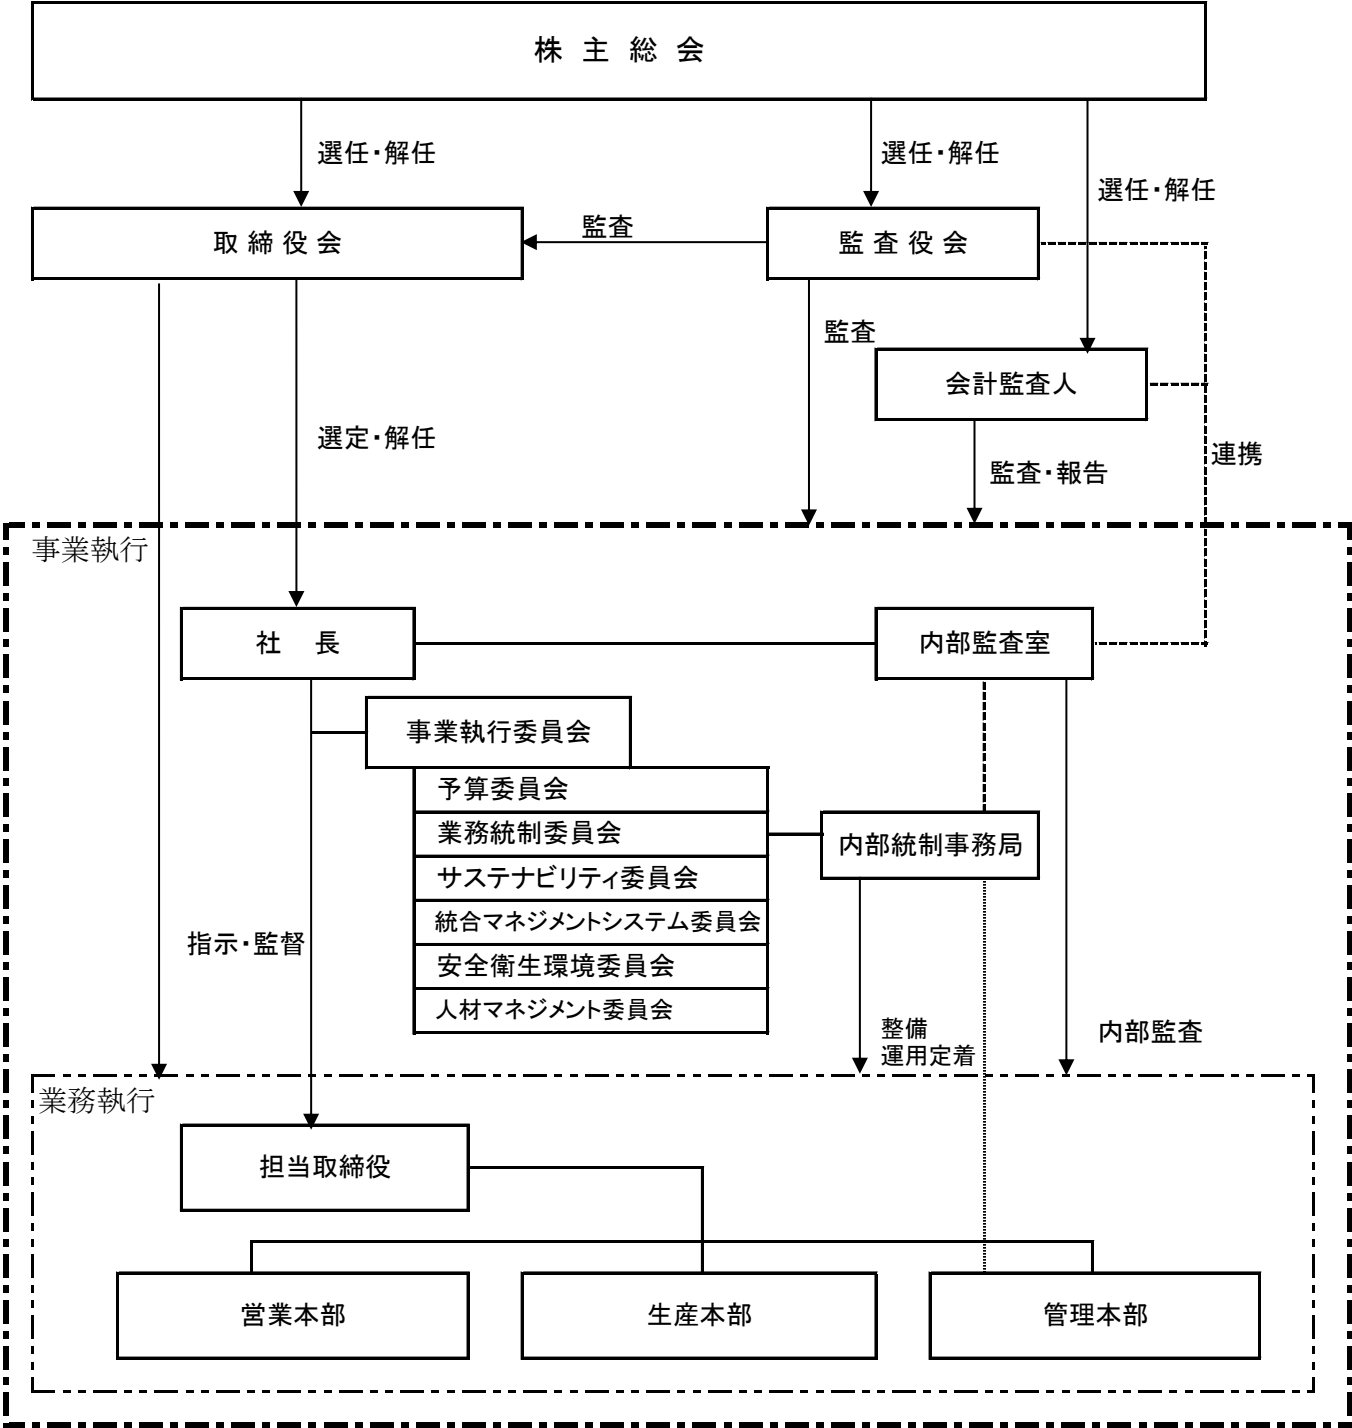 株 主 総 会
選任・解任
選任・解任
選任・解任
取 締 役 会
監査
監 査 役 会
監査
会計監査人
選定・解任
監査・報告
連携
事業執行
社 長
内部監査室
事業執行委員会
予算委員会
業務統制委員会
内部統制事務局
サステナビリティ委員会
統合マネジメントシステム委員会
指示・監督
安全衛生環境委員会
人材マネジメント委員会
整備
運用定着
内部監査
業務執行
担当取締役
営業本部
生産本部
管理本部